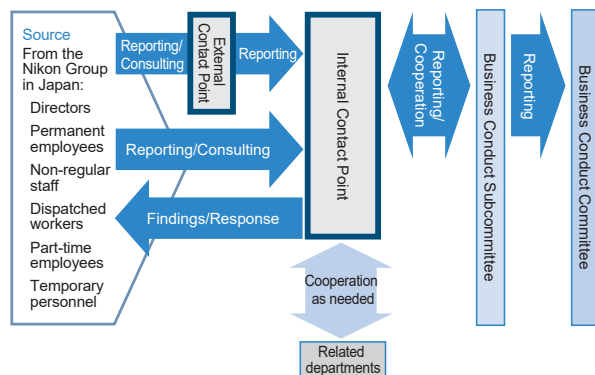 Source
From the
Nikon Group
in Japan:
Directors
Permanent
employees
Non-regular
staff
Dispatched
workers
Part-time
employees
Temporary
personnel
Reporting/
Consulting
External
Contact Point
Reporting
Reporting/Consulting
Findings/Response
Internal Contact Point
Cooperation
as needed
Related
departments
Reporting/
Cooperation
Business Conduct Subcommittee
Reporting
Business Conduct Committee